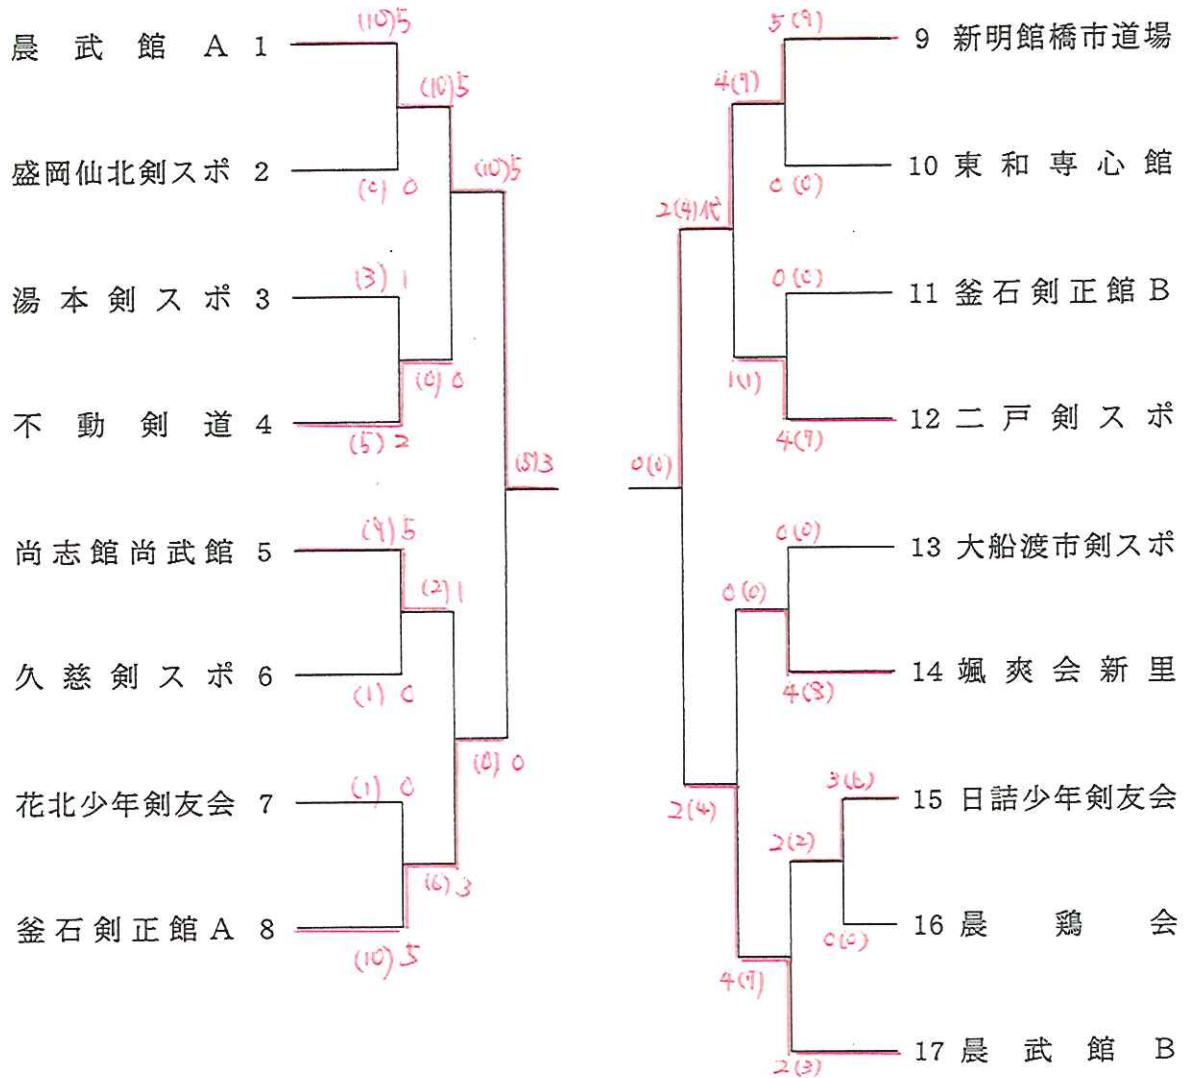 (10)5
晨武館A 1
(10)5
盛岡仙北剣スポ 2
(0) 0
(10)5
湯本剣スポ 3
(3) 1
(0) 0
不動剣道 4
(5) 2
(5)3
尚志館尚武館 5
(9) 5
(2) 1
久慈剣スポ 6
(1) 0
(0) 0
花北少年剣友会 7
(1) 0
(6) 3
釜石剣正館A 8
(10) 5
5(9)
9 新明館橋市道場
4(7)
10 東和専心館
0(0)
2(4)代
11 釜石剣正館B
0(0)
1(1)
12 二戸剣スポ
4(7)
0(0)
13 大船渡市剣スポ
0(0)
0(0)
14 颯爽会新里
4(8)
2(4)
15 日詰少年剣友会
3(6)
2(2)
16 晨鶏会
0(0)
4(7)
17 晨武館B
2(3)